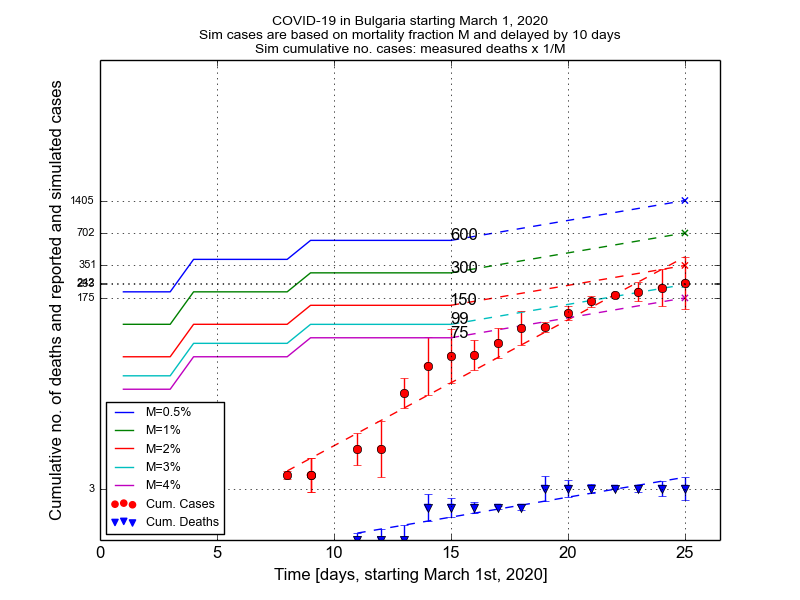 COVID-19 in Bulgaria starting March 1, 2020
Sim cases are based on mortality fraction M and delayed by 10 days
Sim cumulative no. cases: measured deaths x 1/M
Cumulative no. of deaths and reported and simulated cases
1405
702
351
175
3
600
300
150
99
75
M=0.5%
M=1%
M=2%
M=3%
M=4%
Cum. Cases
Cum. Deaths
0 5 10 15 20 25
Time [days, starting March 1st, 2020]